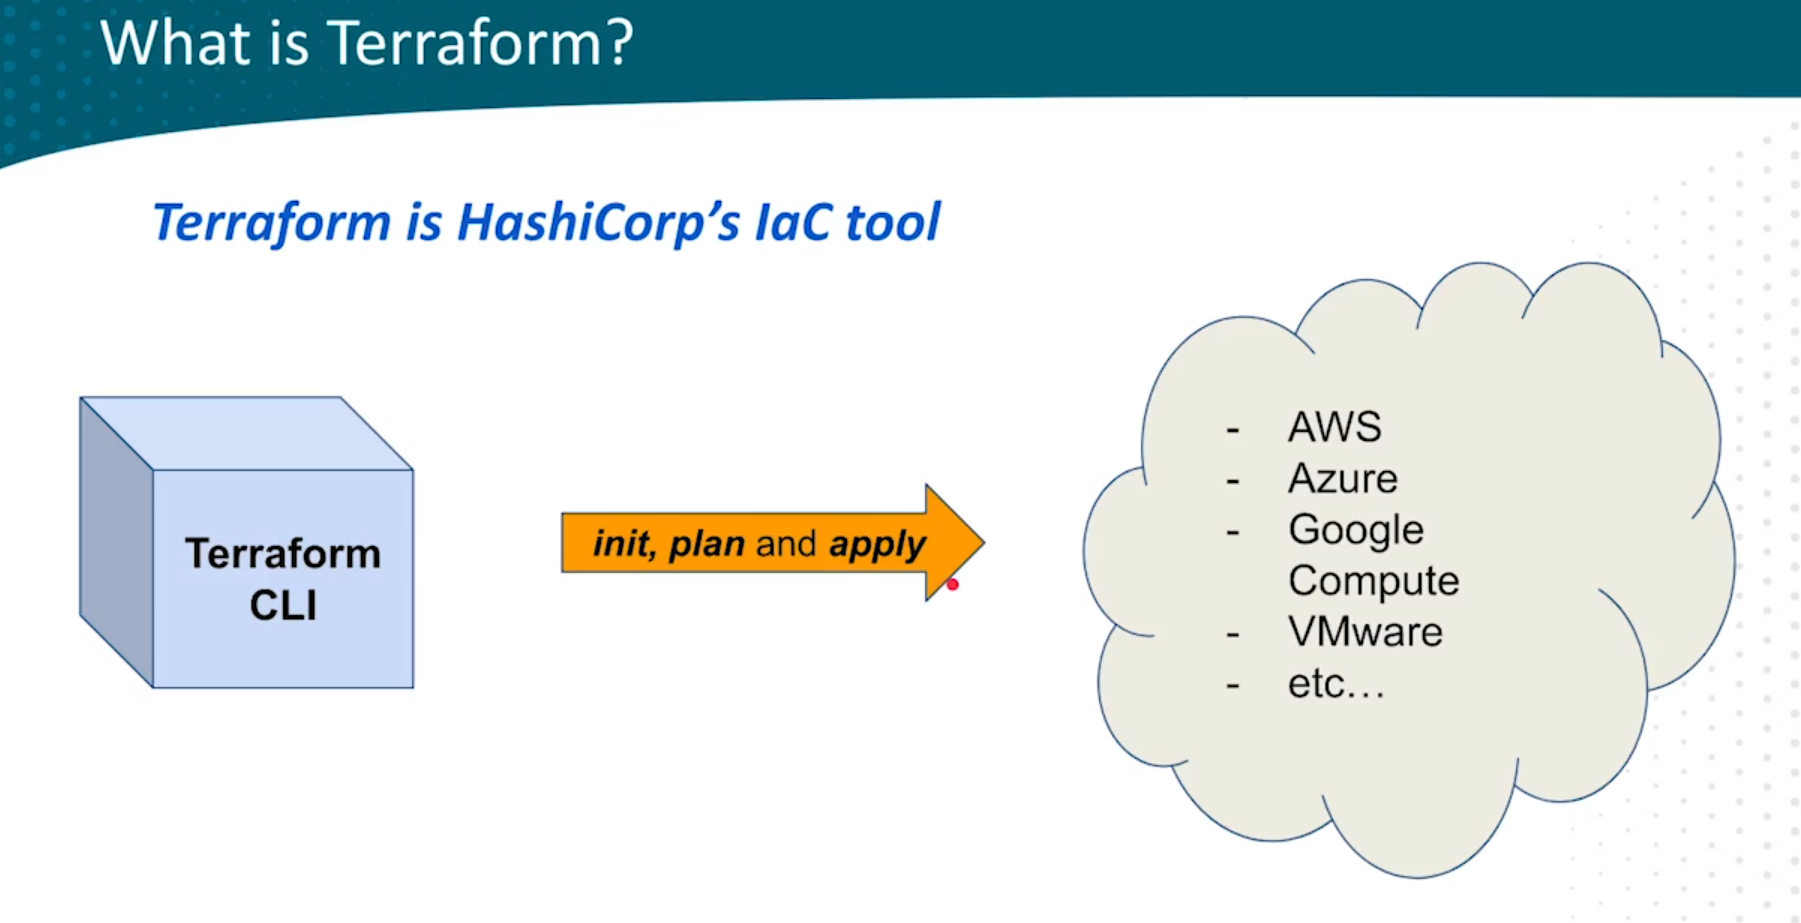 What is Terraform?
Terraform is HashiCorp’s IaC tool
Terraform
CLI
init, plan and apply
- AWS
- Azure
- Google
Compute
- VMware
- etc…